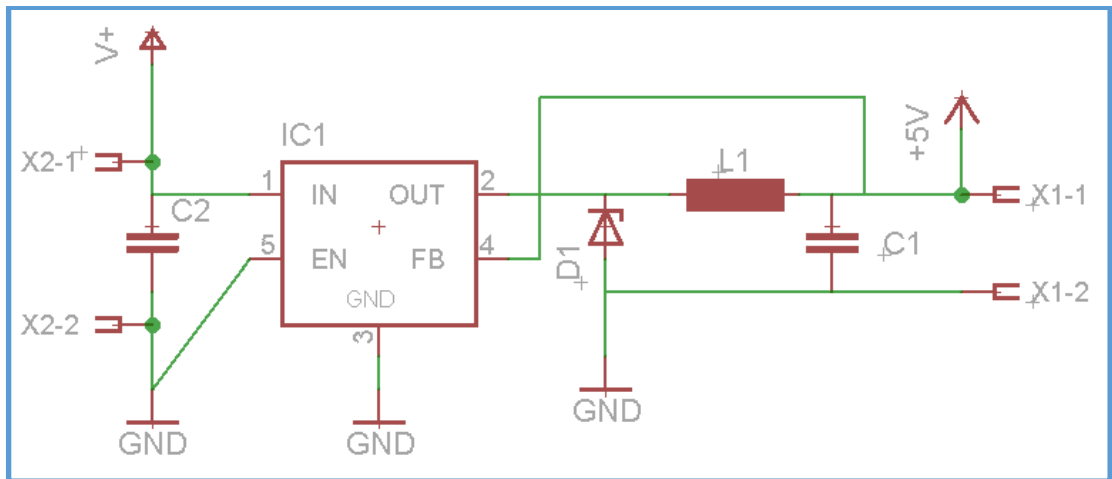 V+
X2-1
C2
X2-2
GND
IC1
1
IN
OUT
2
5
EN
FB
4
GND
3
GND
D1
GND
L1
C1
+5V
X1-1
X1-2